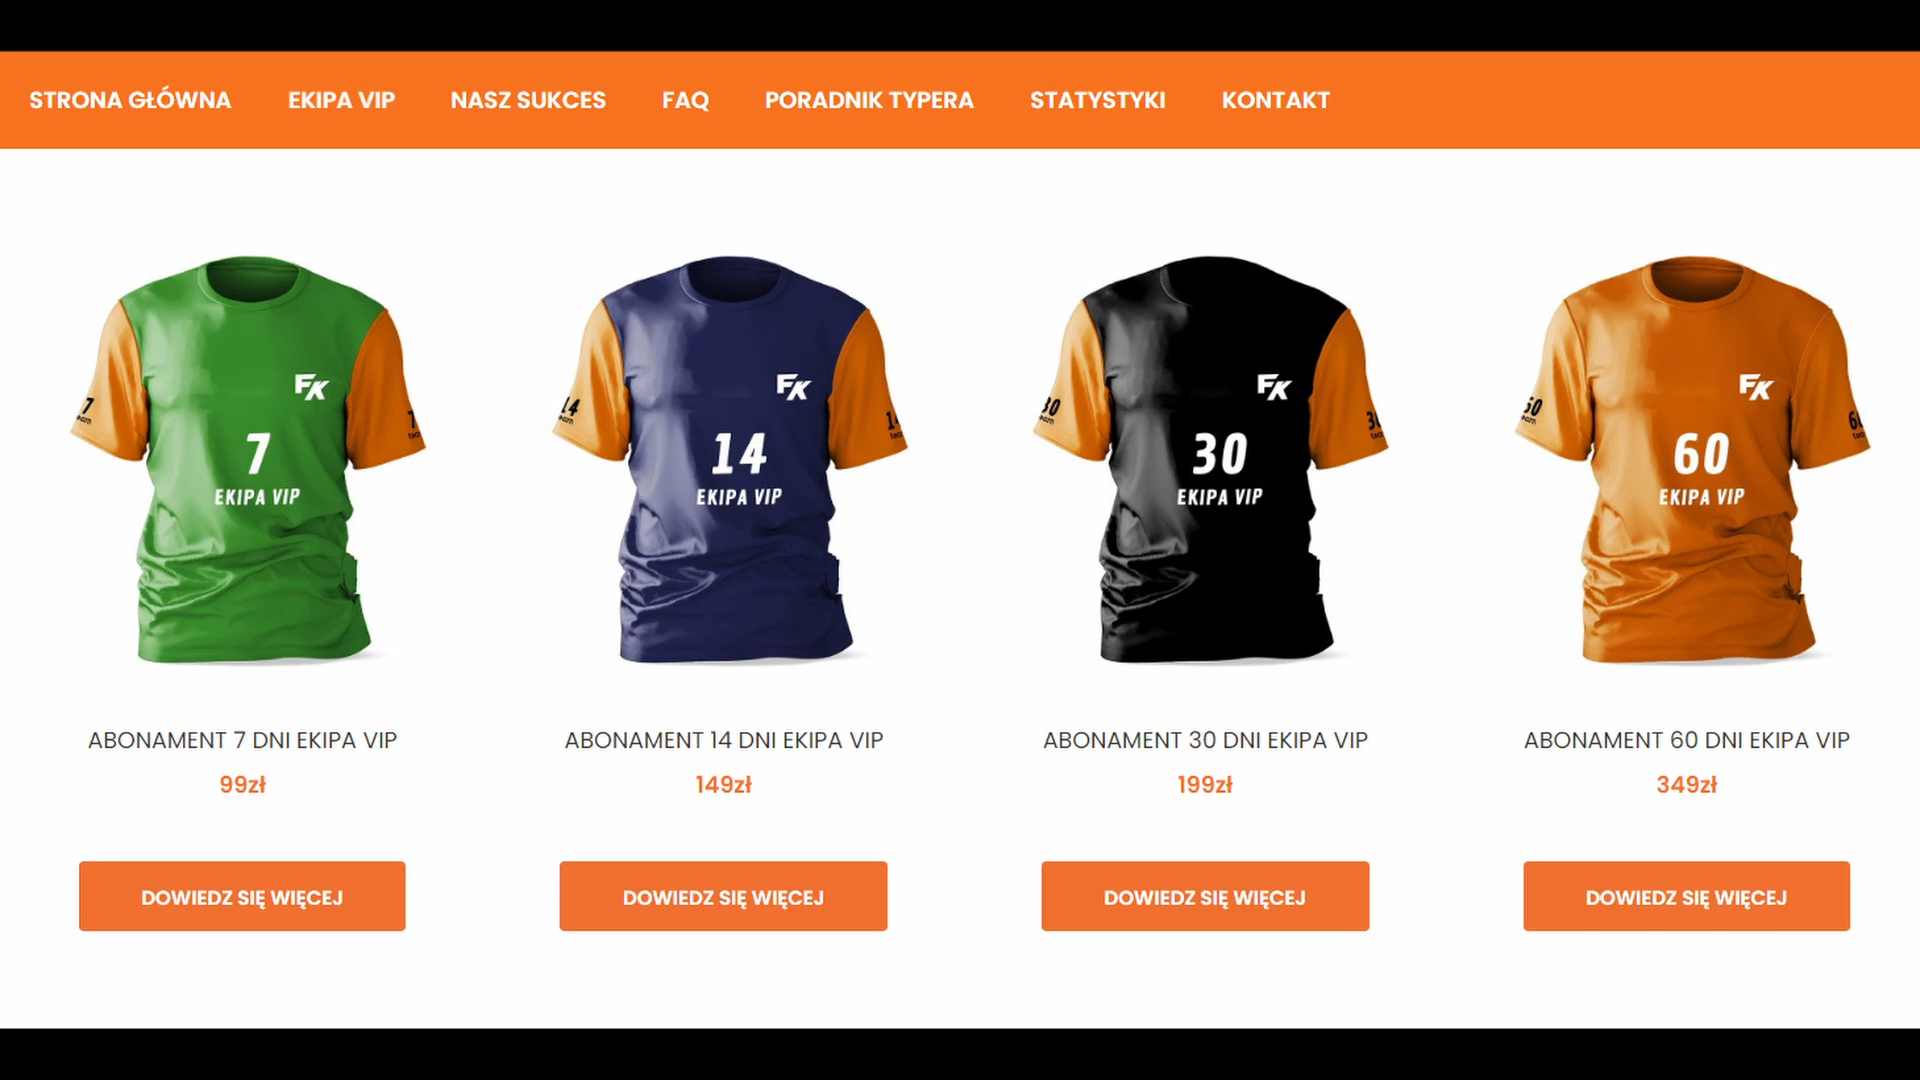 STRONA GŁÓWNA EKIPA VIP NASZ SUKCES FAQ PORADNIK TYPERA STATYSTYKI KONTAKT
FK
7
EKIPA VIP
FK
14
EKIPA VIP
FK
30
EKIPA VIP
FK
60
EKIPA VIP
ABONAMENT 7 DNI EKIPA VIP
99zł
DOWIEDZ SIĘ WIĘCEJ
ABONAMENT 14 DNI EKIPA VIP
149zł
DOWIEDZ SIĘ WIĘCEJ
ABONAMENT 30 DNI EKIPA VIP
199zł
DOWIEDZ SIĘ WIĘCEJ
ABONAMENT 60 DNI EKIPA VIP
349zł
DOWIEDZ SIĘ WIĘCEJ